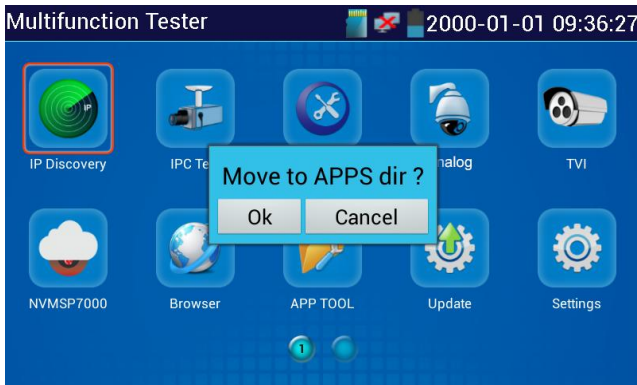 Multifunction Tester 2000-01-01 09:36:27
IP
IP Discovery IPC Te nalog TVI
Move to APPS dir ?
Ok Cancel
NVMSP7000 Browser APP TOOL Update Settings
1